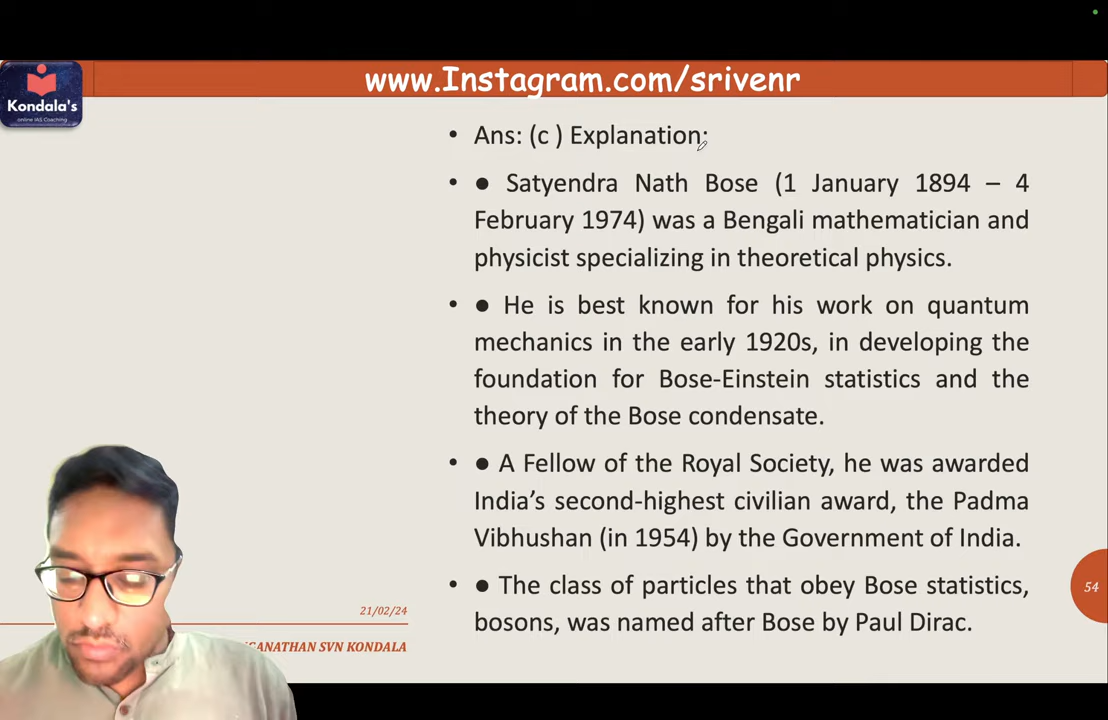 www.Instagram.com/srivenr
Kondala's
online IAS Coaching
• Ans: (c ) Explanation:
• ● Satyendra Nath Bose (1 January 1894 – 4
February 1974) was a Bengali mathematician and
physicist specializing in theoretical physics.
• ● He is best known for his work on quantum
mechanics in the early 1920s, in developing the
foundation for Bose-Einstein statistics and the
theory of the Bose condensate.
• ● A Fellow of the Royal Society, he was awarded
India’s second-highest civilian award, the Padma
Vibhushan (in 1954) by the Government of India.
• ● The class of particles that obey Bose statistics,
bosons, was named after Bose by Paul Dirac.
54
21/02/24
SVN KONDALA